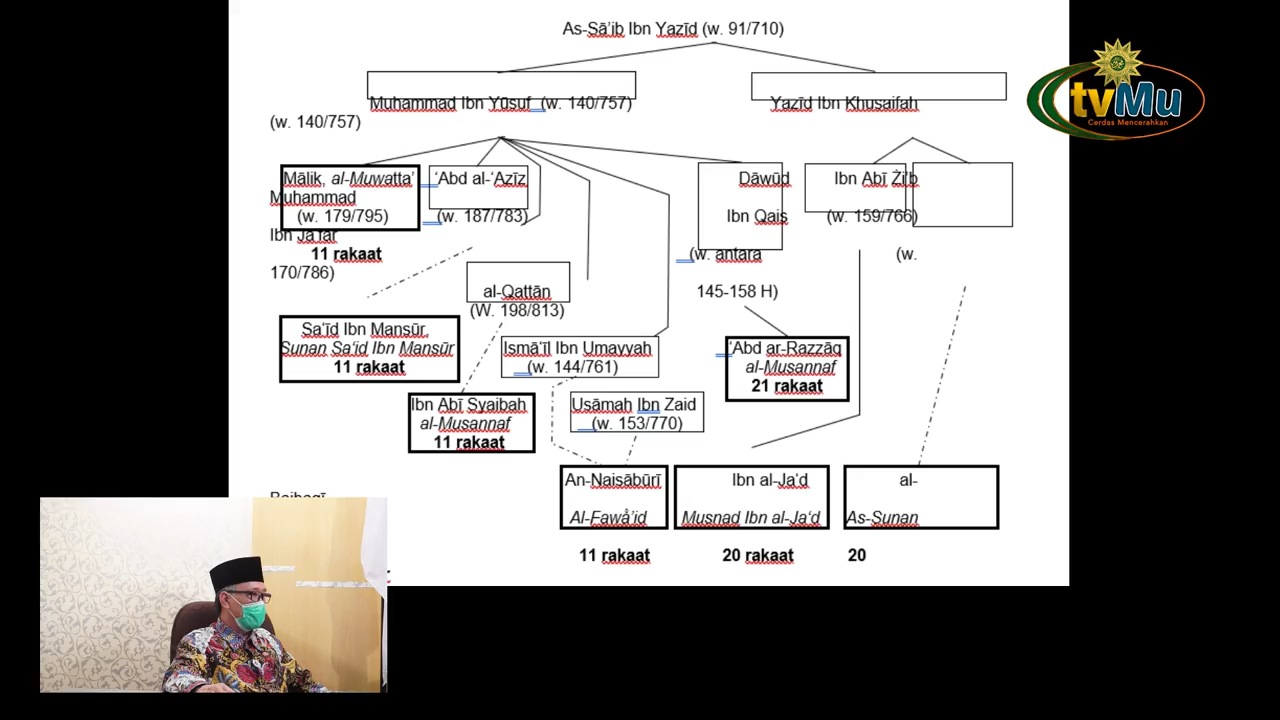 As-Sā’ib Ibn Yazīd (w. 91/710)
Muhammad Ibn Yūsuf (w. 140/757)
Yazīd Ibn Khusaifah
(w. 140/757)
Mālik, al-Muwatta’
‘Abd al-‘Azīz
Dāwūd
Ibn Abī Żi’b
Muhammad
(w. 179/795)
(w. 187/783)
Ibn Qais
(w. 159/766)
Ibn Ja‘far
11 rakaat
(w. antara
(w.
170/786)
al-Qattān
145-158 H)
(W. 198/813)
Sa‘īd Ibn Mansūr,
Sunan Sa‘id Ibn Mansūr
11 rakaat
Ismā‘īl Ibn Umayyah
(w. 144/761)
‘Abd ar-Razzāq
al-Musannaf
21 rakaat
Ibn Abī Syaibah
al-Musannaf
11 rakaat
Usāmah Ibn Zaid
(w. 153/770)
An-Naisābūrī
Ibn al-Ja‘d
al-
Al-Fawā’id
Musnad Ibn al-Ja‘d
As-Sunan
11 rakaat
20 rakaat
20
tvMu
Cerdas Mencerahkan